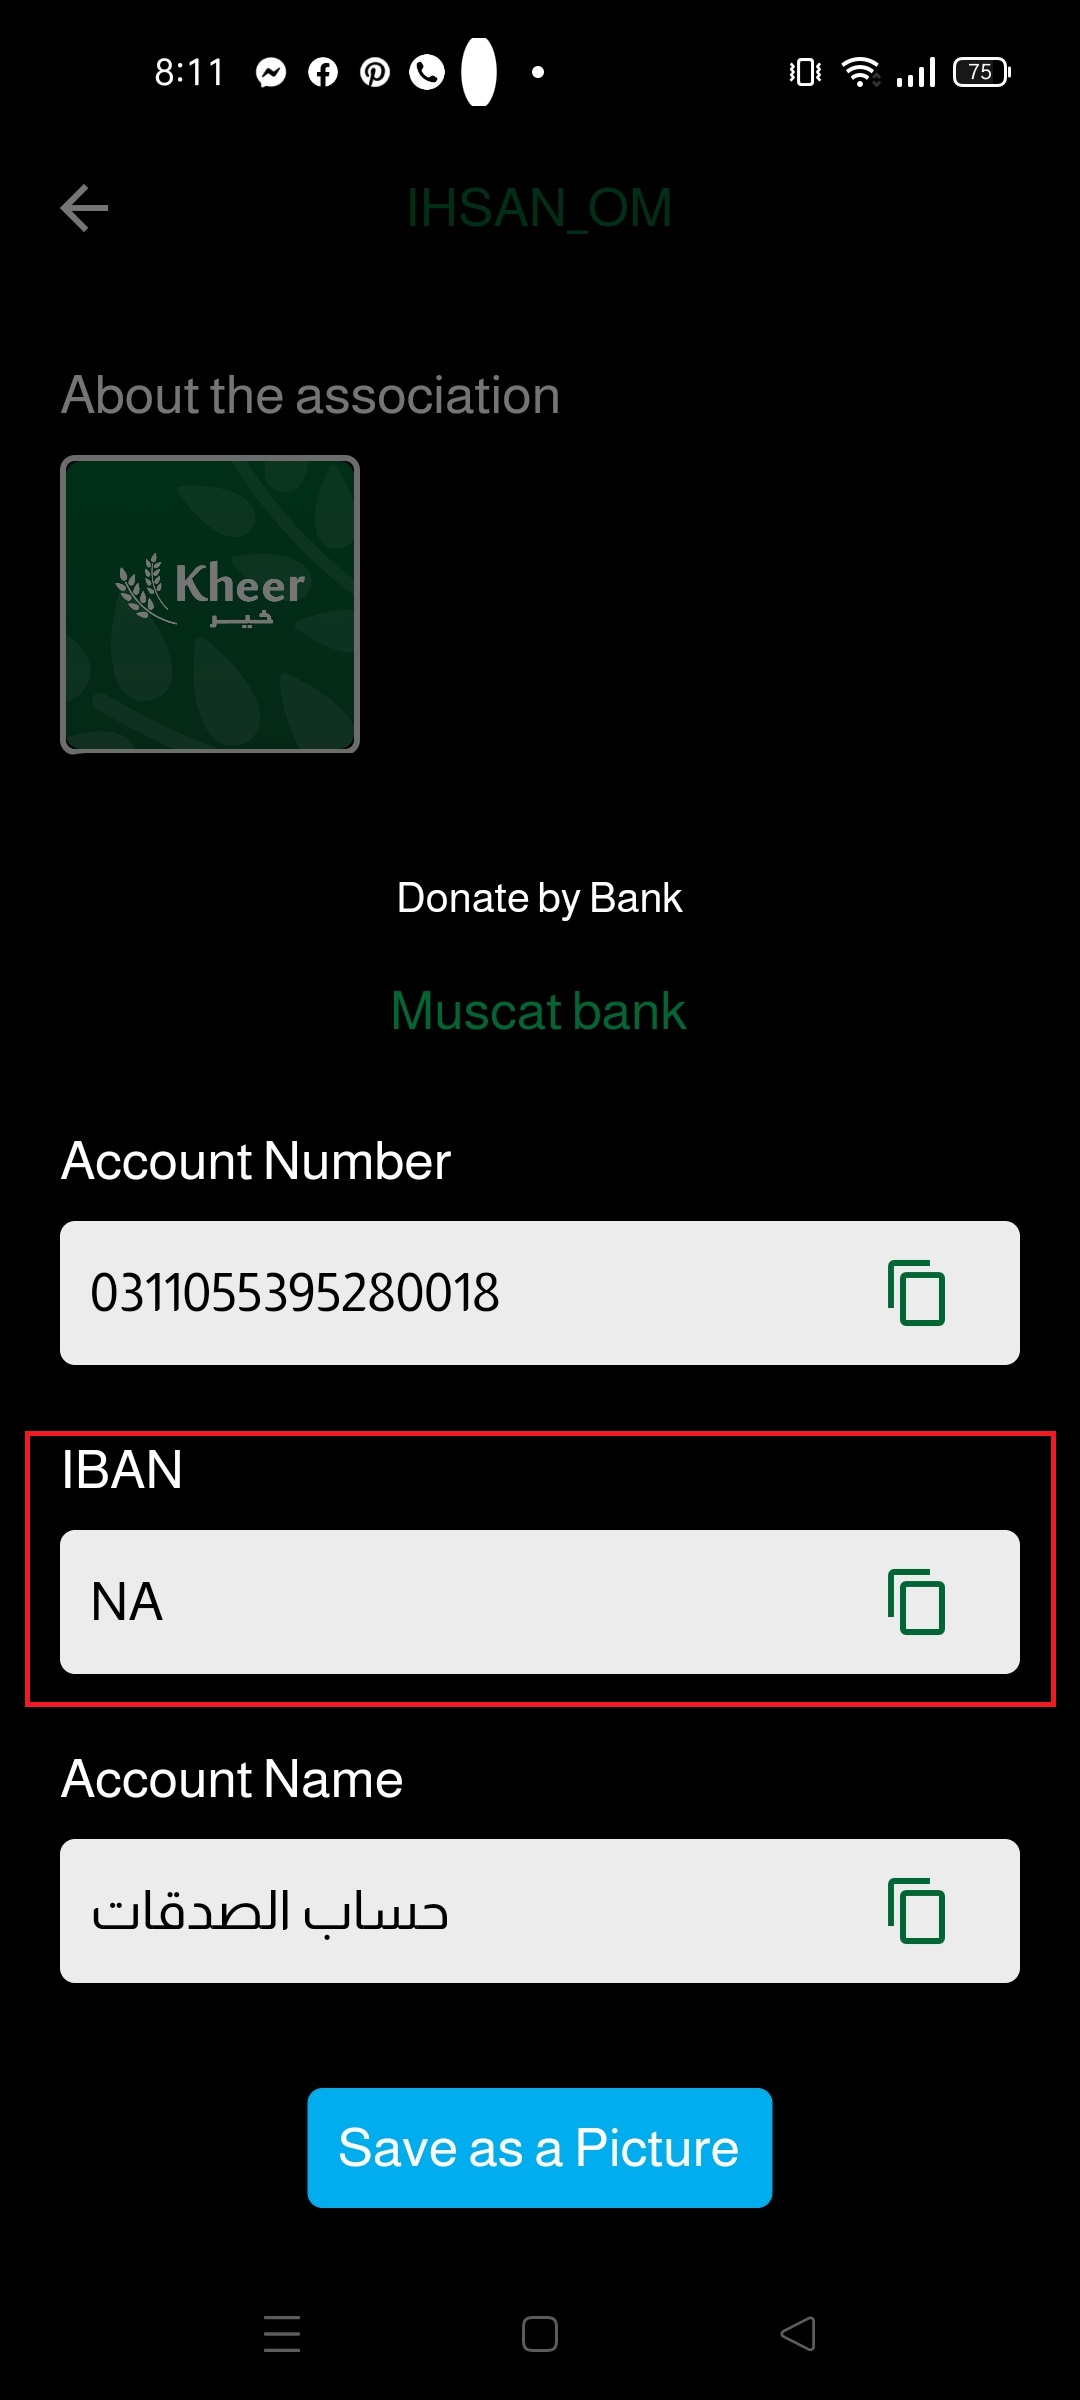 8:11
75
IHSAN_OM
About the association
Kheer
خير
Donate by Bank
Muscat bank
Account Number
0311055395280018
IBAN
NA
Account Name
حساب الصدقات
Save as a Picture